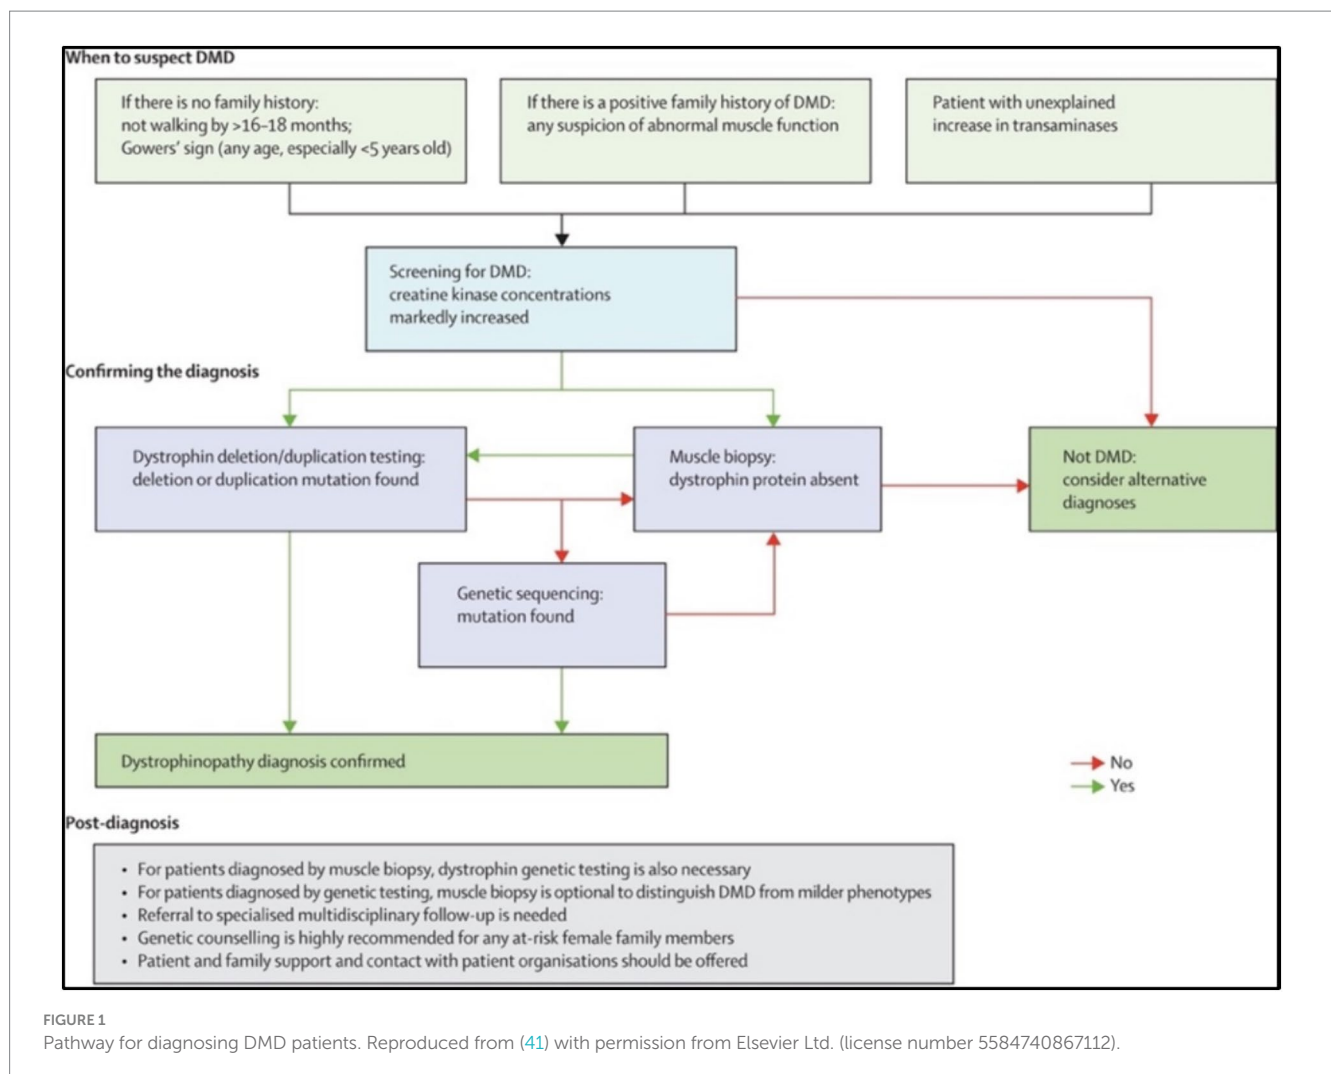 When to suspect DMD
If there is no family history:
not walking by >16–18 months;
Gowers’ sign (any age, especially <5 years old)
If there is a positive family history of DMD:
any suspicion of abnormal muscle function
Patient with unexplained
increase in transaminases
Screening for DMD:
creatine kinase concentrations
markedly increased
Confirming the diagnosis
Dystrophin deletion/duplication testing:
deletion or duplication mutation found
Muscle biopsy:
dystrophin protein absent
Not DMD:
consider alternative
diagnoses
Genetic sequencing:
mutation found
Dystrophinopathy diagnosis confirmed
No
Yes
Post-diagnosis
• For patients diagnosed by muscle biopsy, dystrophin genetic testing is also necessary
• For patients diagnosed by genetic testing, muscle biopsy is optional to distinguish DMD from milder phenotypes
• Referral to specialised multidisciplinary follow-up is needed
• Genetic counselling is highly recommended for any at-risk female family members
• Patient and family support and contact with patient organisations should be offered
FIGURE 1
Pathway for diagnosing DMD patients. Reproduced from (41) with permission from Elsevier Ltd. (license number 5584740867112).